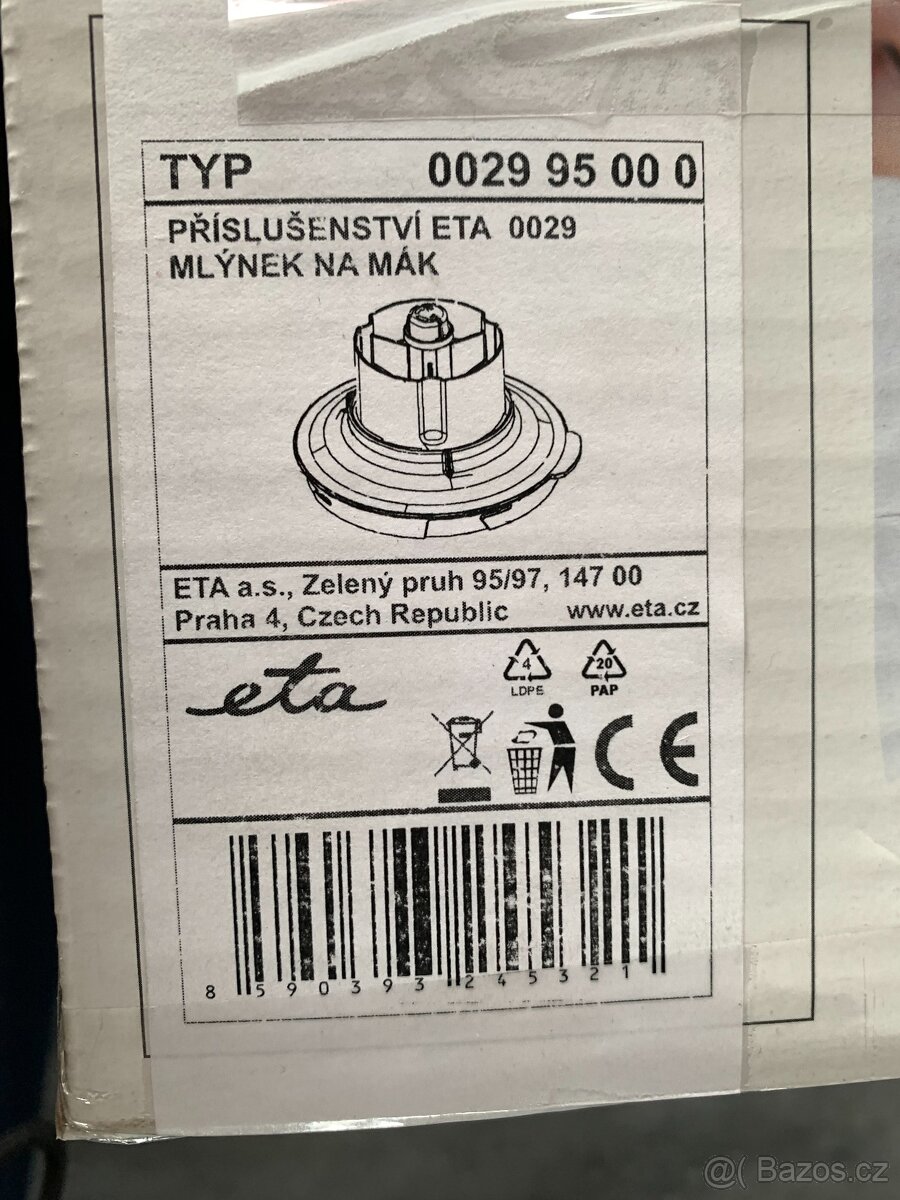 TYP 0029 95 00 0
PŘÍSLUŠENSTVÍ ETA 0029
MLÝNEK NA MÁK
ETA a.s., Zelený pruh 95/97, 147 00
Praha 4, Czech Republic www.eta.cz
eta
4 20
LDPE PAP
CE
8 590393 245321
@( Bazos.cz